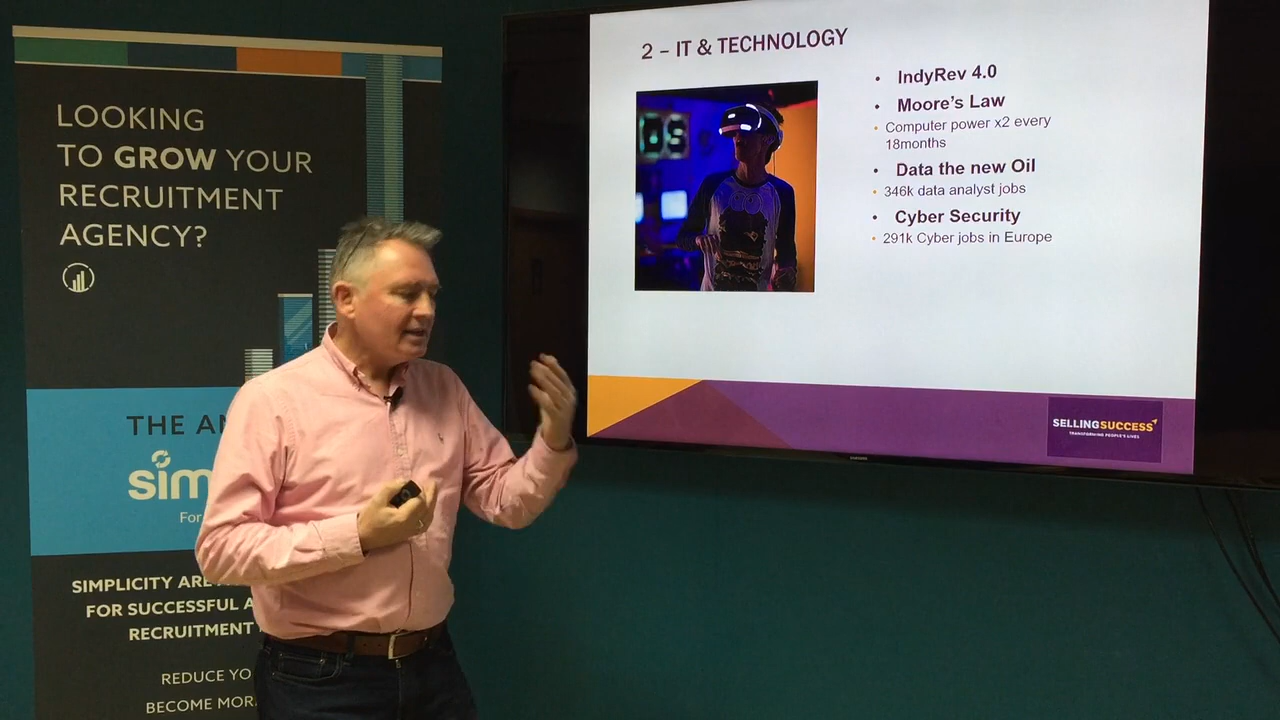 LOOKING
TO GROW YOUR
RECRUITMENT
AGENCY?
THE AN
sim
For
SIMPLICITY ARE
FOR SUCCESSFUL A
RECRUITMENT
REDUCE YO
BECOME MOR
2 – IT & TECHNOLOGY
• IndyRev 4.0
• Moore's Law
• Computer power x2 every
18months
• Data the new Oil
• 346k data analyst jobs
• Cyber Security
• 291k Cyber jobs in Europe
SELLINGSUCCESS
TRANSFORMING PEOPLE'S LIVES
SAMSUNG